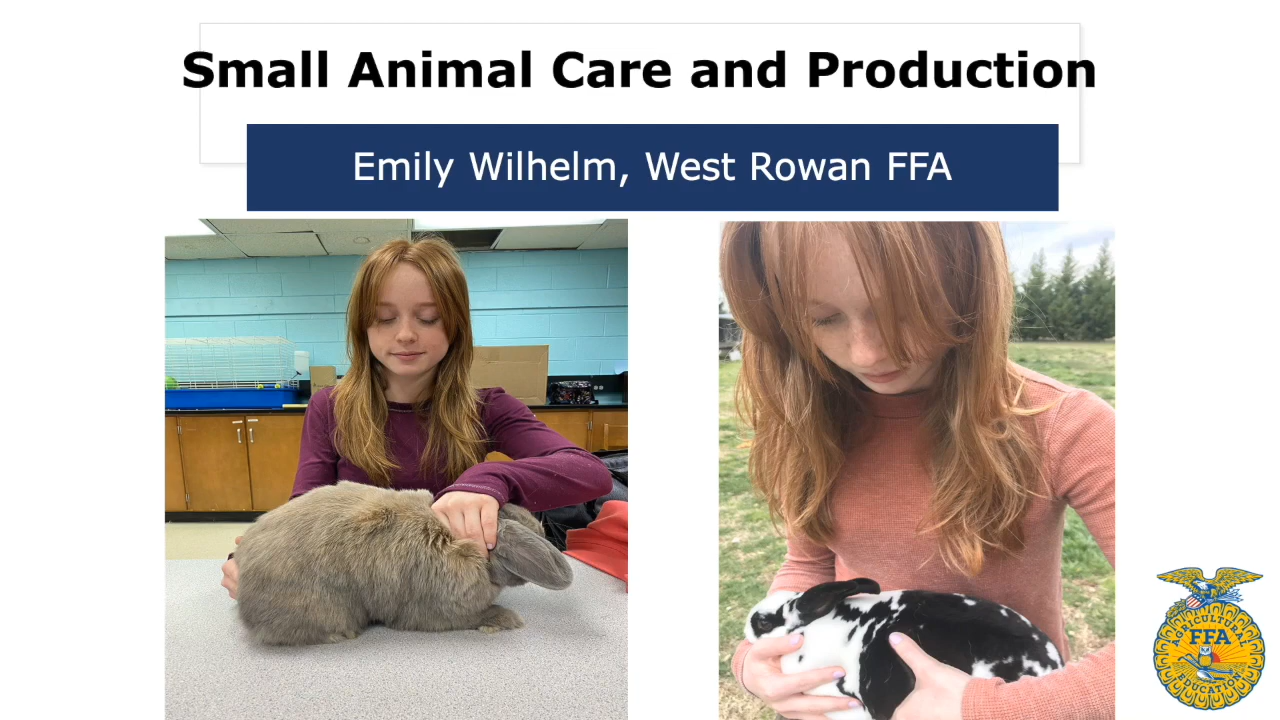 Small Animal Care and Production
Emily Wilhelm, West Rowan FFA
AGRICULTURAL
FFA
EDUCATION